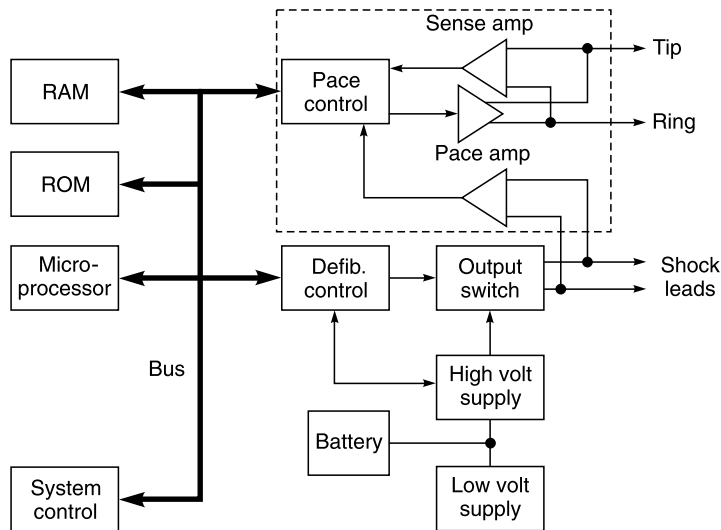 Sense amp
Tip
RAM
Pace
control
Ring
ROM
Pace amp
Micro-
processor
Defib.
control
Output
switch
Shock
leads
Bus
High volt
supply
Battery
System
control
Low volt
supply